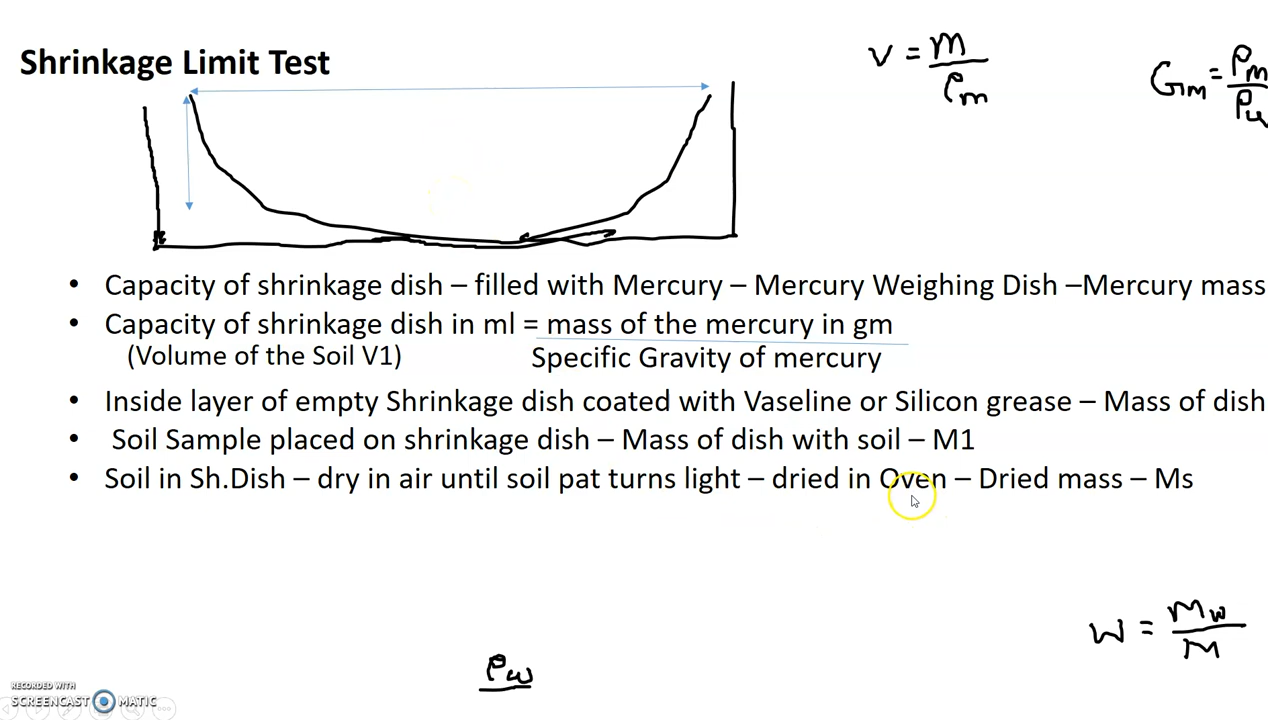 Shrinkage Limit Test
V = m / ρm
Gm = ρm / ρw
• Capacity of shrinkage dish – filled with Mercury – Mercury Weighing Dish –Mercury mass
• Capacity of shrinkage dish in ml = mass of the mercury in gm
(Volume of the Soil V1) Specific Gravity of mercury
• Inside layer of empty Shrinkage dish coated with Vaseline or Silicon grease – Mass of dish
• Soil Sample placed on shrinkage dish – Mass of dish with soil – M1
• Soil in Sh.Dish – dry in air until soil pat turns light – dried in Oven – Dried mass – Ms
W = Mw / M
ρw
RECORDED WITH
SCREENCAST MATIC